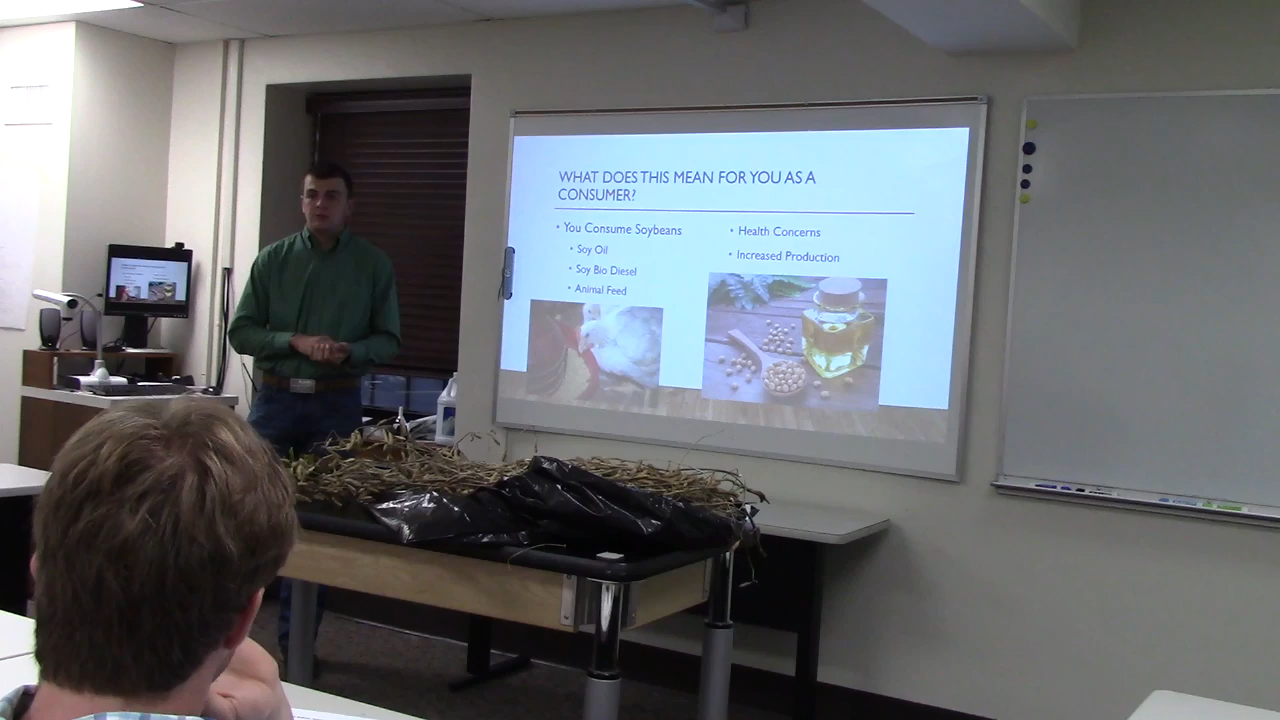 WHAT DOES THIS MEAN FOR YOU AS A
CONSUMER?
• You Consume Soybeans
• Soy Oil
• Soy Bio Diesel
• Animal Feed
• Health Concerns
• Increased Production